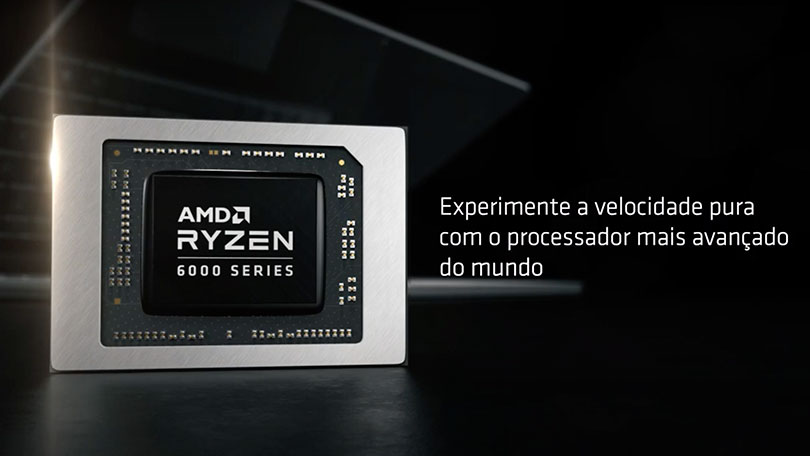 AMD
RYZEN
6000 SERIES
Experimente a velocidade pura
com o processador mais avançado
do mundo